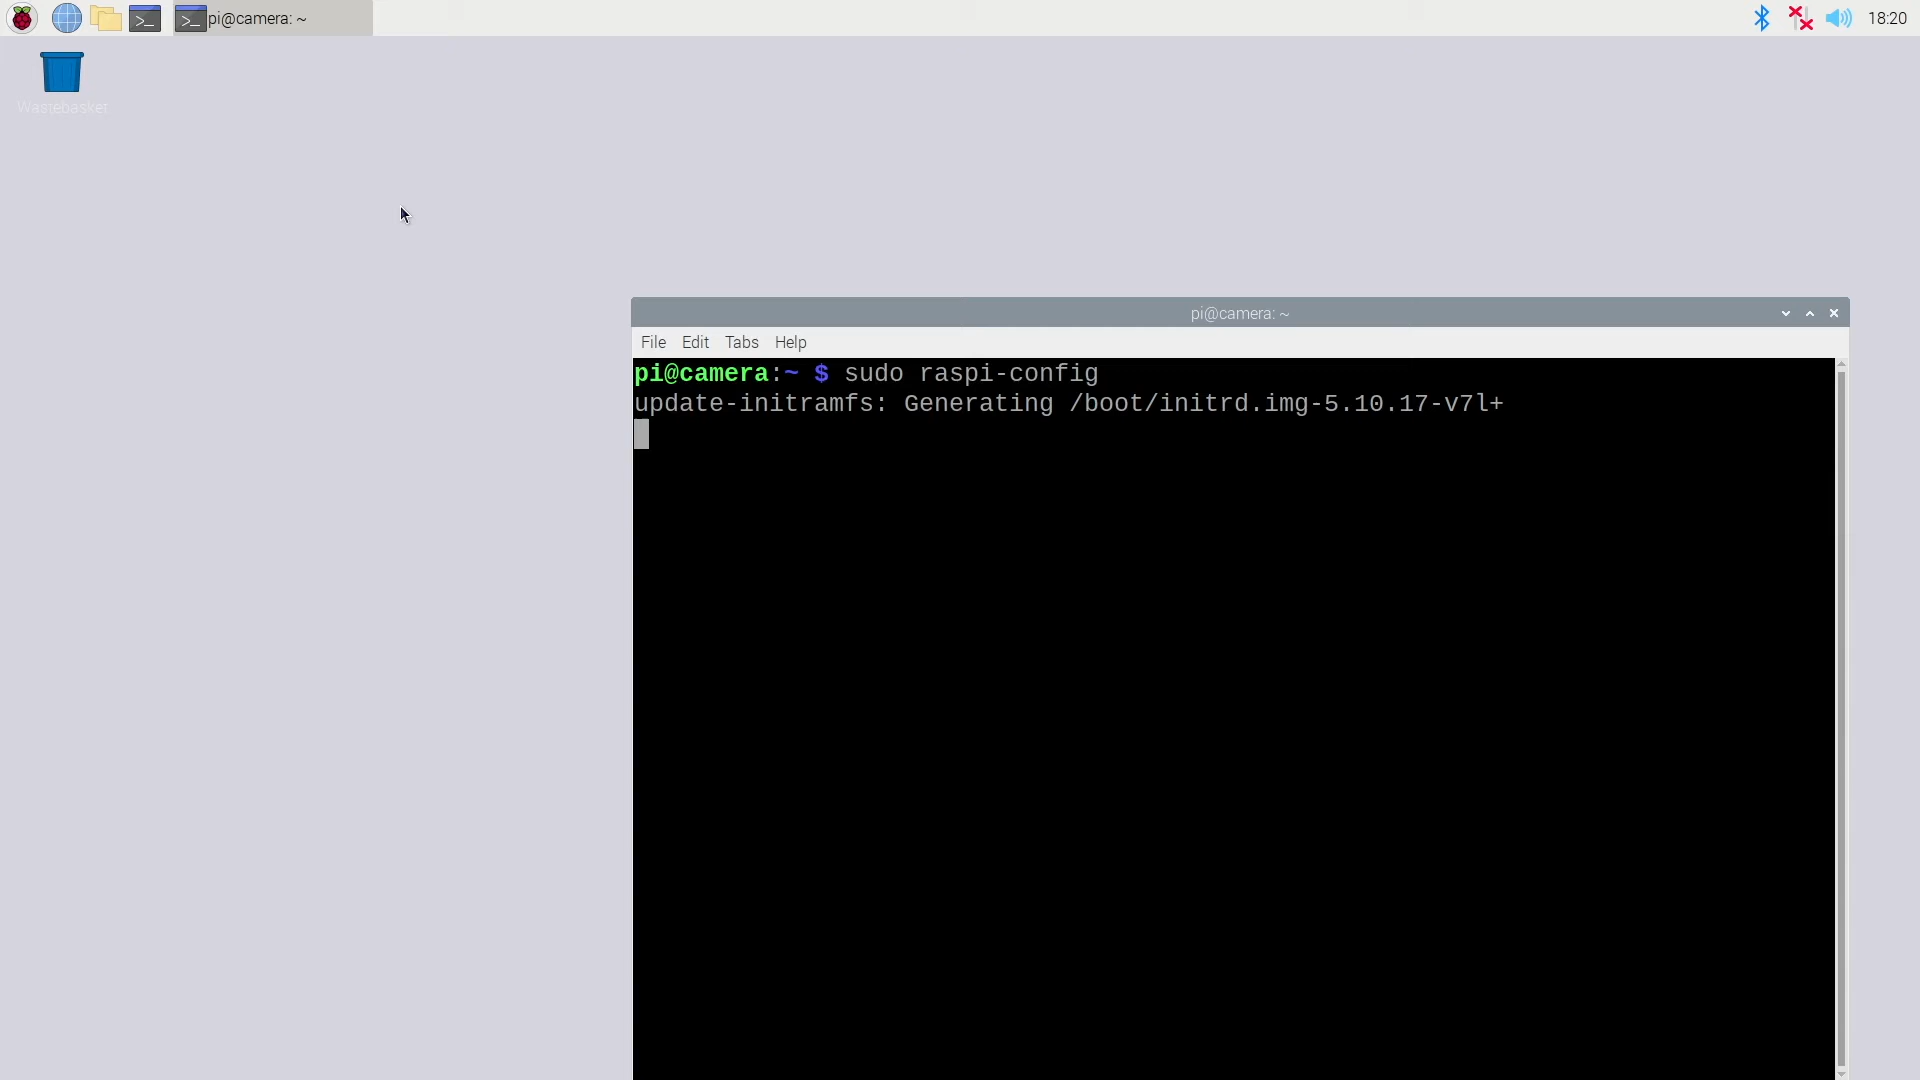 pi@camera: ~
18:20
Wastebasket
pi@camera: ~
File Edit Tabs Help
pi@camera:~ $ sudo raspi-config
update-initramfs: Generating /boot/initrd.img-5.10.17-v7l+